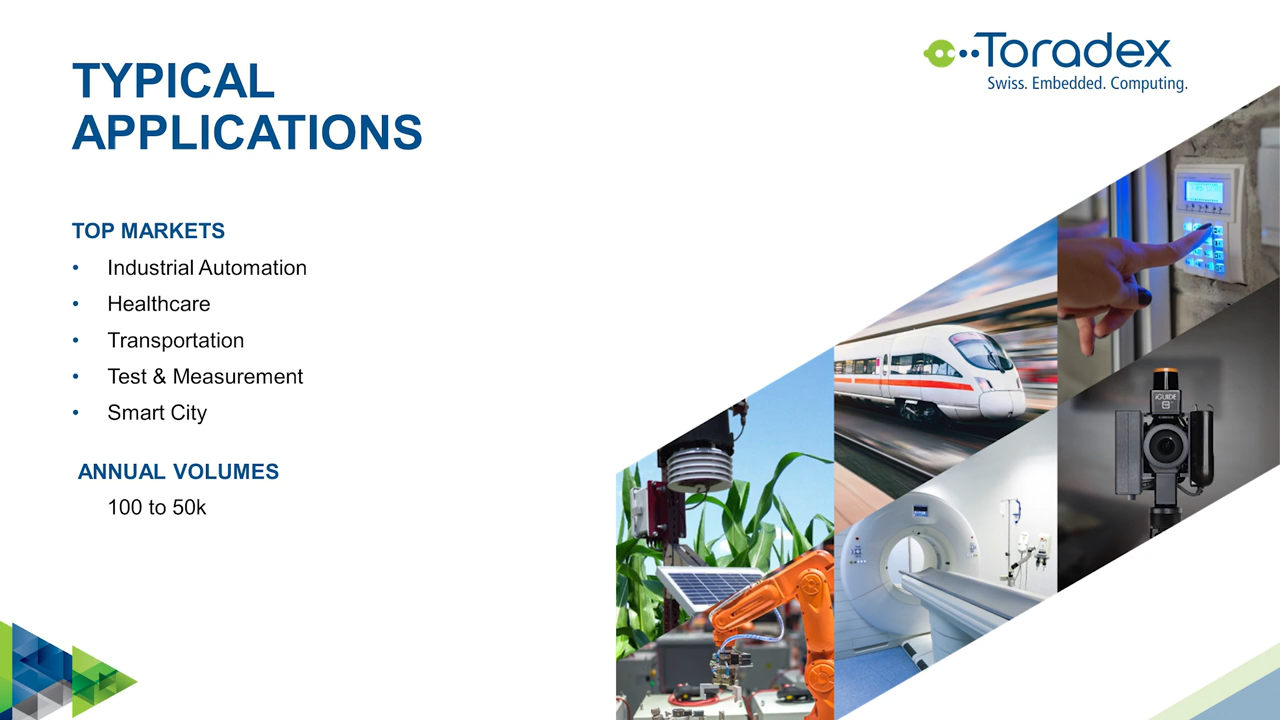 TYPICAL
APPLICATIONS
Toradex
Swiss. Embedded. Computing.
TOP MARKETS
• Industrial Automation
• Healthcare
• Transportation
• Test & Measurement
• Smart City
ANNUAL VOLUMES
100 to 50k
iGUIDE